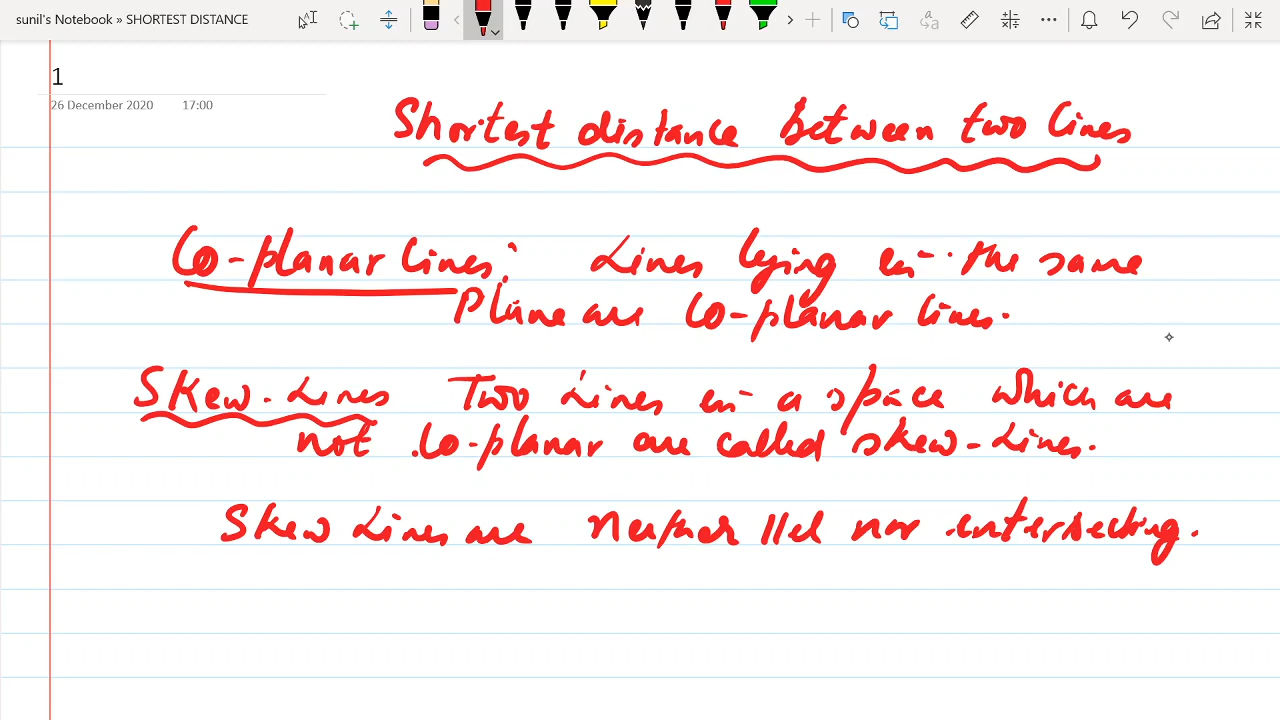 sunil's Notebook » SHORTEST DISTANCE
1
26 December 2020 17:00
Shortest distance between two lines
Co-planar lines: Lines lying in the same
Plane are Co-planar lines.
Skew-Lines Two Lines in a space which are
not Co-planar are called skew-Lines.
Skew Lines are Neither llel nor intersecting.